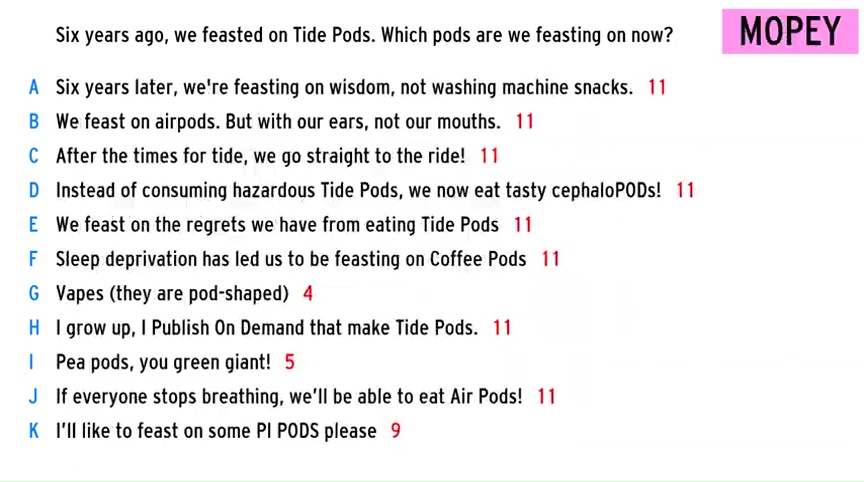 Six years ago, we feasted on Tide Pods. Which pods are we feasting on now?
MOPEY
A Six years later, we're feasting on wisdom, not washing machine snacks. 11
B We feast on airpods. But with our ears, not our mouths. 11
C After the times for tide, we go straight to the ride! 11
D Instead of consuming hazardous Tide Pods, we now eat tasty cephaloPODs! 11
E We feast on the regrets we have from eating Tide Pods 11
F Sleep deprivation has led us to be feasting on Coffee Pods 11
G Vapes (they are pod-shaped) 4
H I grow up, I Publish On Demand that make Tide Pods. 11
I Pea pods, you green giant! 5
J If everyone stops breathing, we'll be able to eat Air Pods! 11
K I'll like to feast on some PI PODS please 9